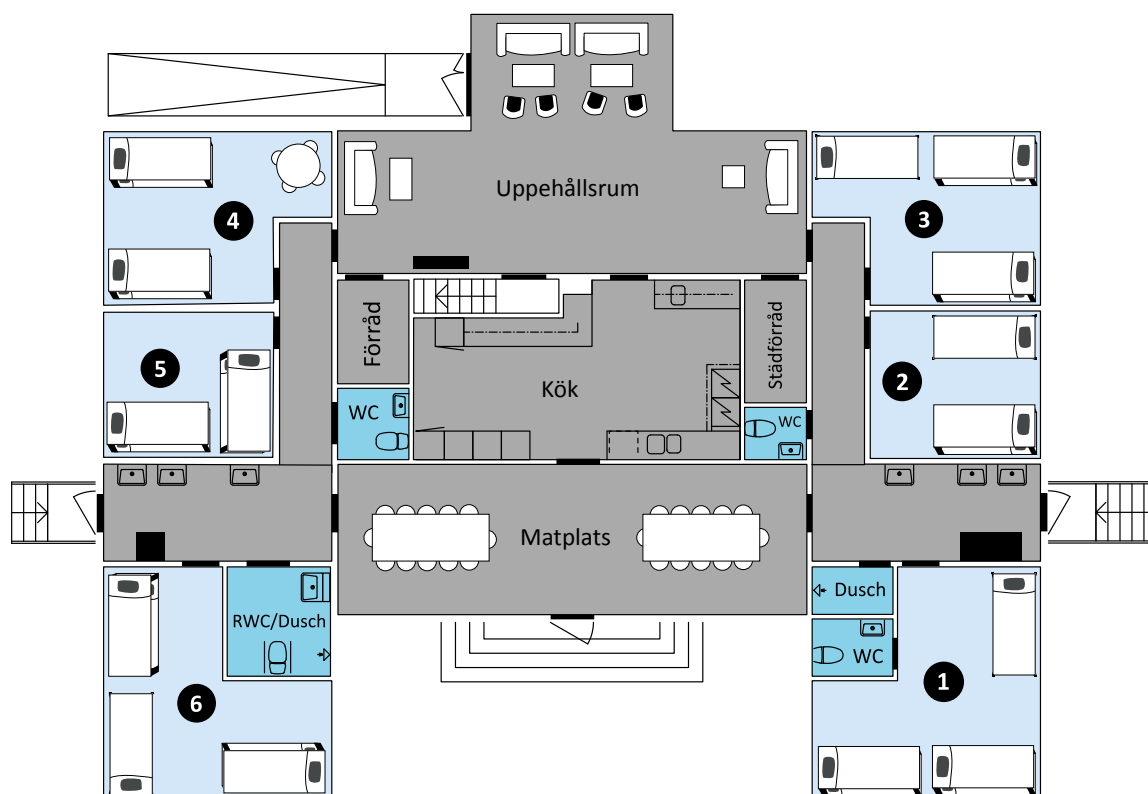 Uppehållsrum
4
3
Förråd
Städförråd
5
Kök
2
WC
WC
Matplats
RWC/Dusch
Dusch
WC
6
1